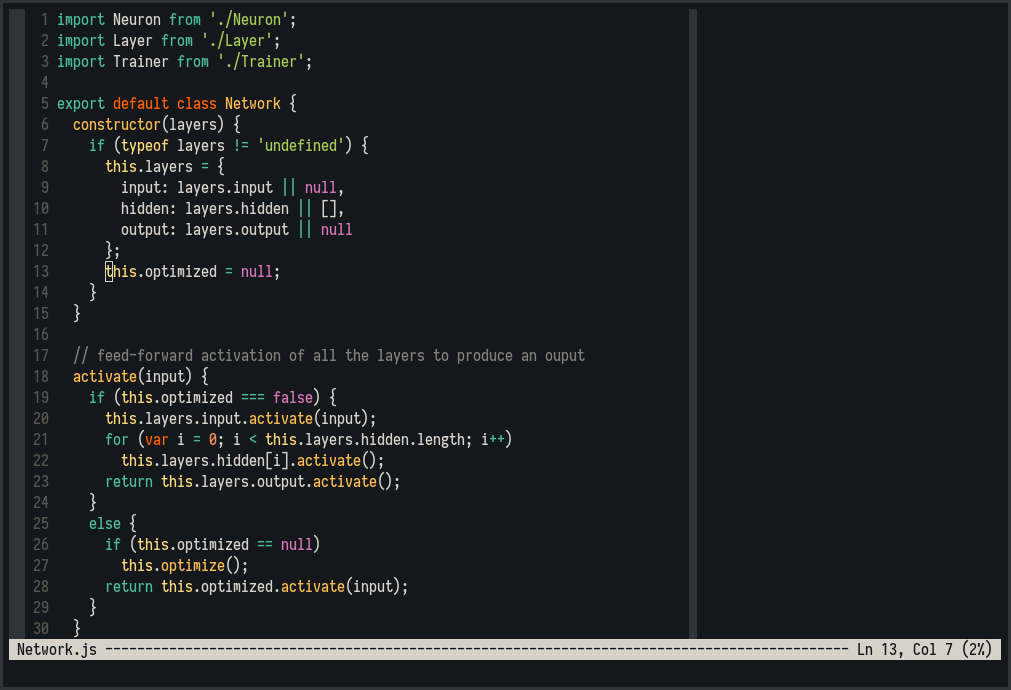 1 import Neuron from './Neuron';
2 import Layer from './Layer';
3 import Trainer from './Trainer';
4
5 export default class Network {
6   constructor(layers) {
7     if (typeof layers != 'undefined') {
8       this.layers = {
9         input: layers.input || null,
10         hidden: layers.hidden || [],
11         output: layers.output || null
12       };
13       this.optimized = null;
14     }
15   }
16
17   // feed-forward activation of all the layers to produce an ouput
18   activate(input) {
19     if (this.optimized === false) {
20       this.layers.input.activate(input);
21       for (var i = 0; i < this.layers.hidden.length; i++)
22         this.layers.hidden[i].activate();
23       return this.layers.output.activate();
24     }
25     else {
26       if (this.optimized == null)
27         this.optimize();
28       return this.optimized.activate(input);
29     }
30   }
Network.js --------------------------------------------------------------------------------------------- Ln 13, Col 7 (2%)